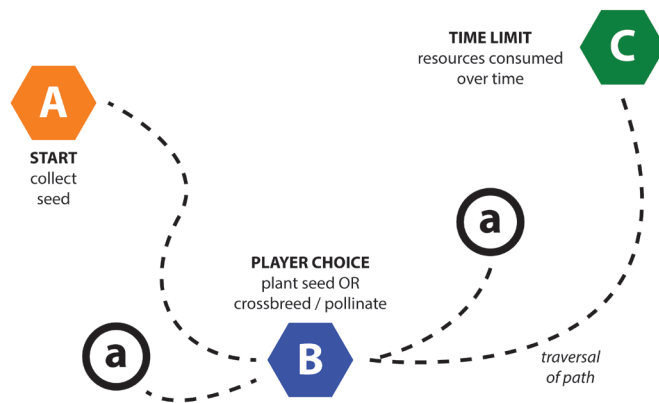 A
START
collect
seed
TIME LIMIT
resources consumed
over time
C
a
PLAYER CHOICE
plant seed OR
crossbreed / pollinate
B
a
traversal
of path